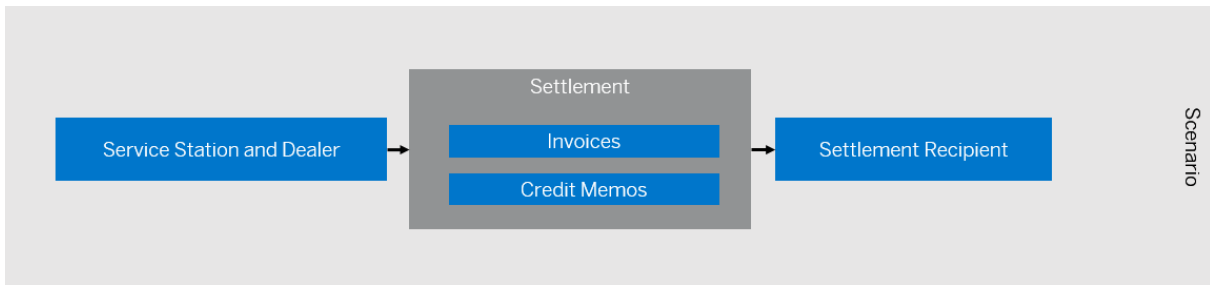 Settlement
Service Station and Dealer
Invoices
Settlement Recipient
Credit Memos
Scenario